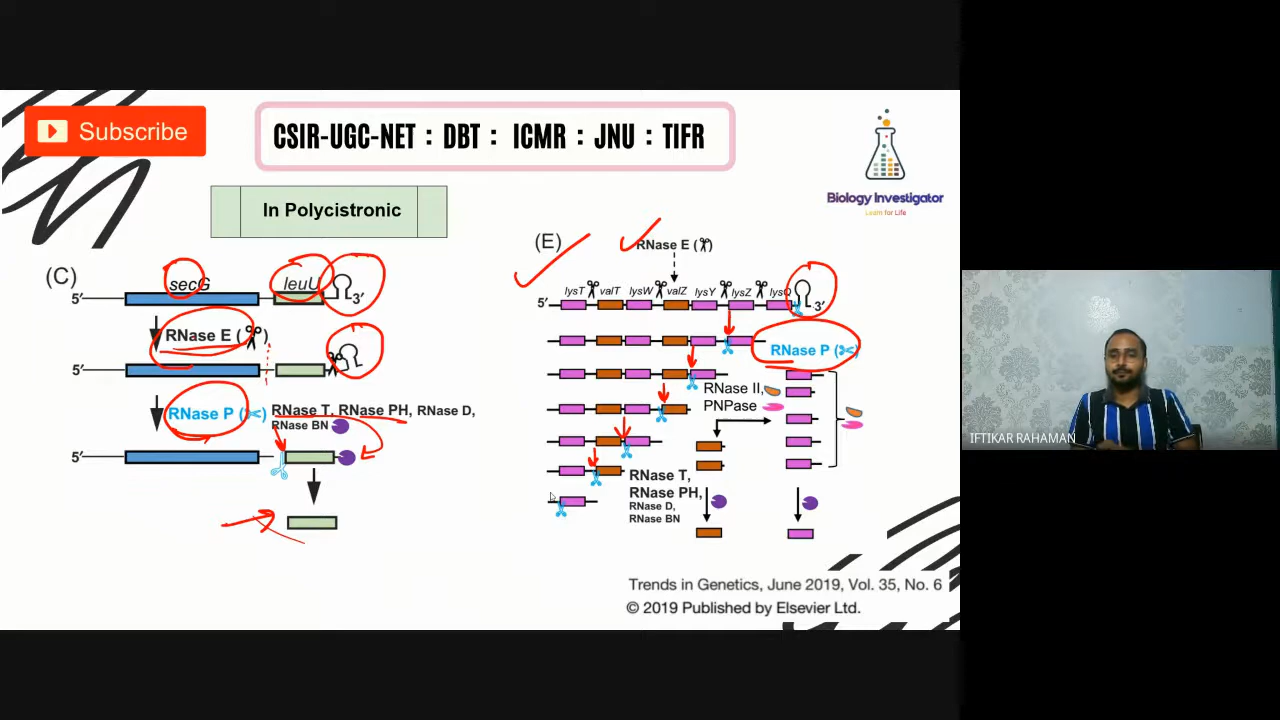 Subscribe
CSIR-UGC-NET : DBT : ICMR : JNU : TIFR
Biology Investigator
Learn for Life
In Polycistronic
(C)
secG
leuU
5'
3'
RNase E ( )
RNase P ( )
RNase T, RNase PH, RNase D,
RNase BN
5'
(E)
RNase E ( )
lysT valT lysW valZ lysY lysZ lysQ
5'
3'
RNase P ( )
RNase II,
PNPase
RNase T,
RNase PH,
RNase D,
RNase BN
Trends in Genetics, June 2019, Vol. 35, No. 6
© 2019 Published by Elsevier Ltd.
IFTIKAR RAHAMAN